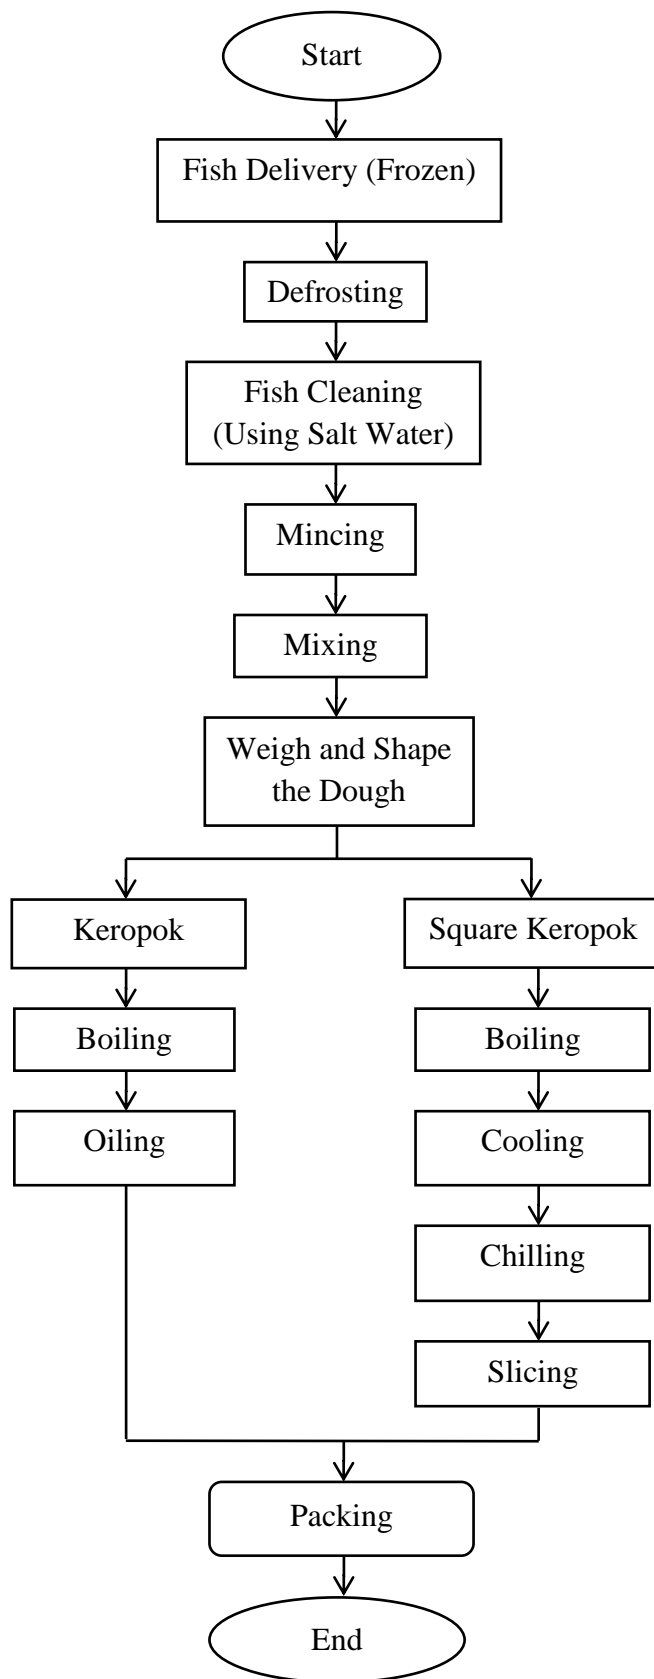 Start
Fish Delivery (Frozen)
Defrosting
Fish Cleaning
(Using Salt Water)
Mincing
Mixing
Weigh and Shape
the Dough
Keropok
Boiling
Oiling
Square Keropok
Boiling
Cooling
Chilling
Slicing
Packing
End